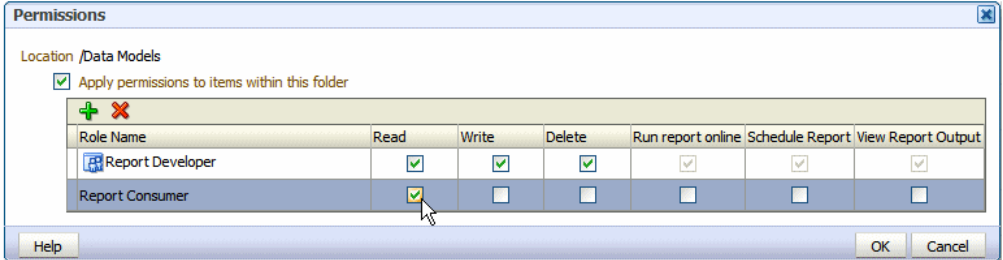 Permissions
Location /Data Models
Apply permissions to items within this folder
Role Name Read Write Delete Run report online Schedule Report View Report Output
Report Developer
Report Consumer
Help OK Cancel